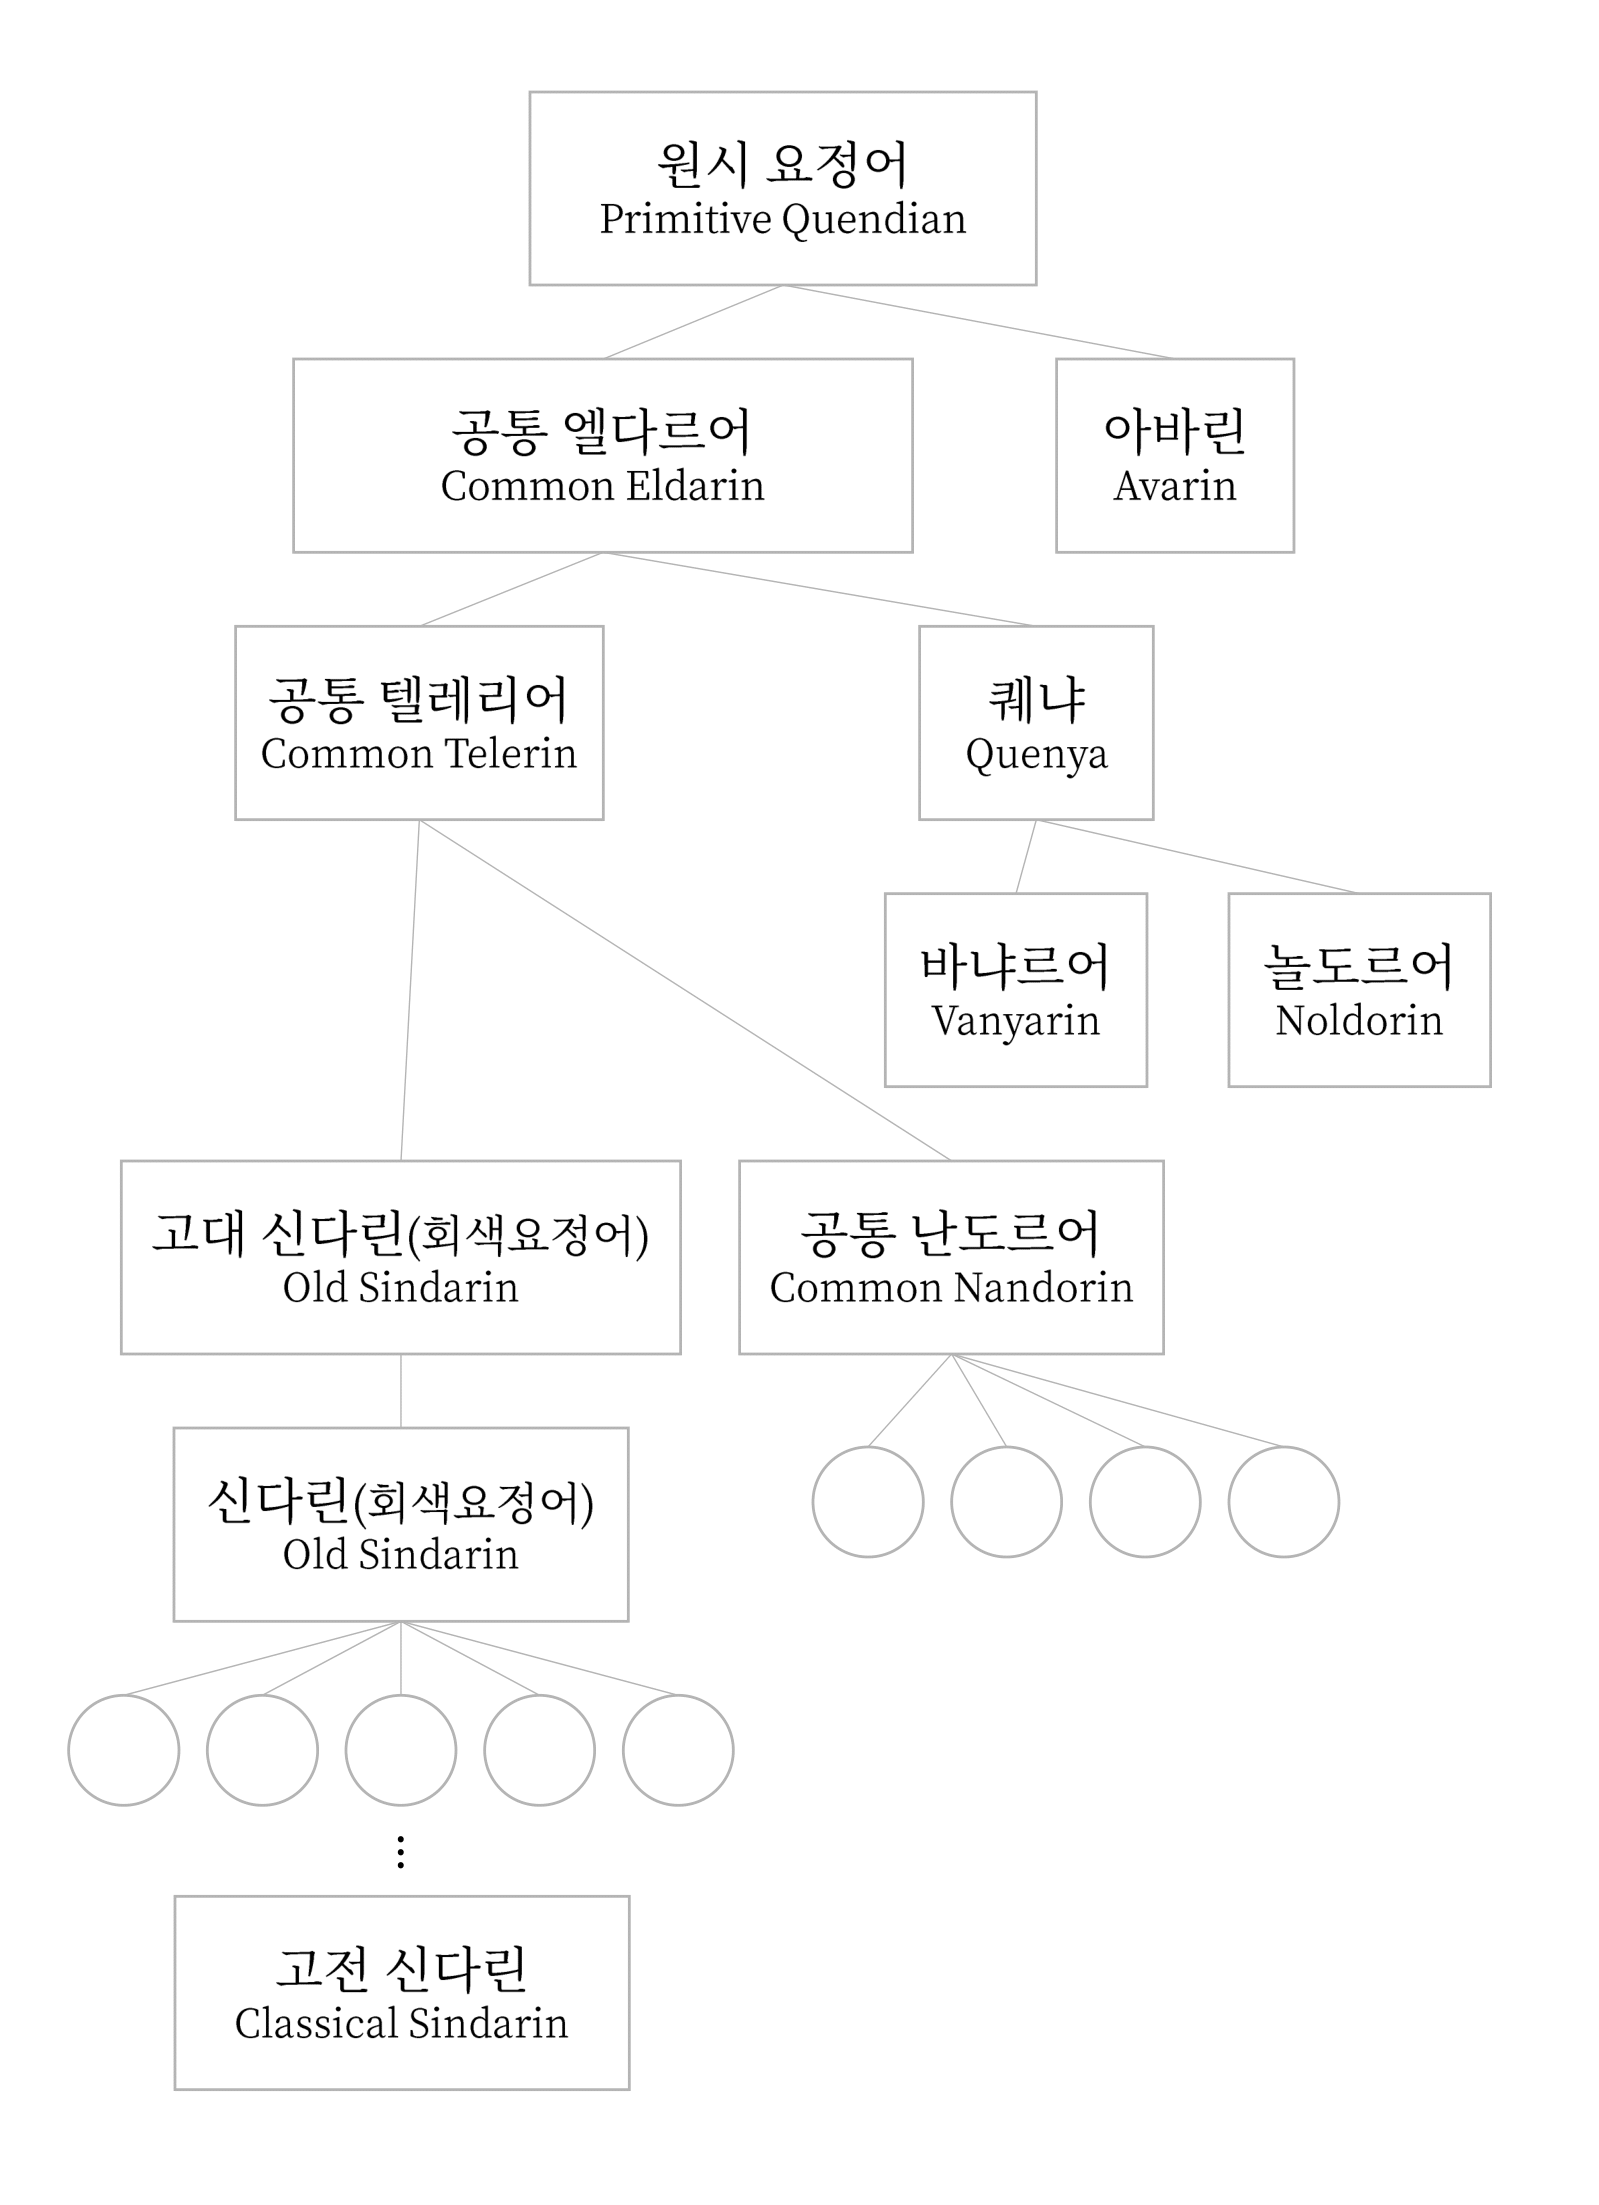 원시 요정어
Primitive Quendian
공통 엘다르어
Common Eldarin
아바린
Avarin
공통 텔레리어
Common Telerin
퀘냐
Quenya
바냐르어
Vanyarin
놀도르어
Noldorin
고대 신다린(회색요정어)
Old Sindarin
공통 난도르어
Common Nandorin
신다린(회색요정어)
Old Sindarin
⋮
고전 신다린
Classical Sindarin